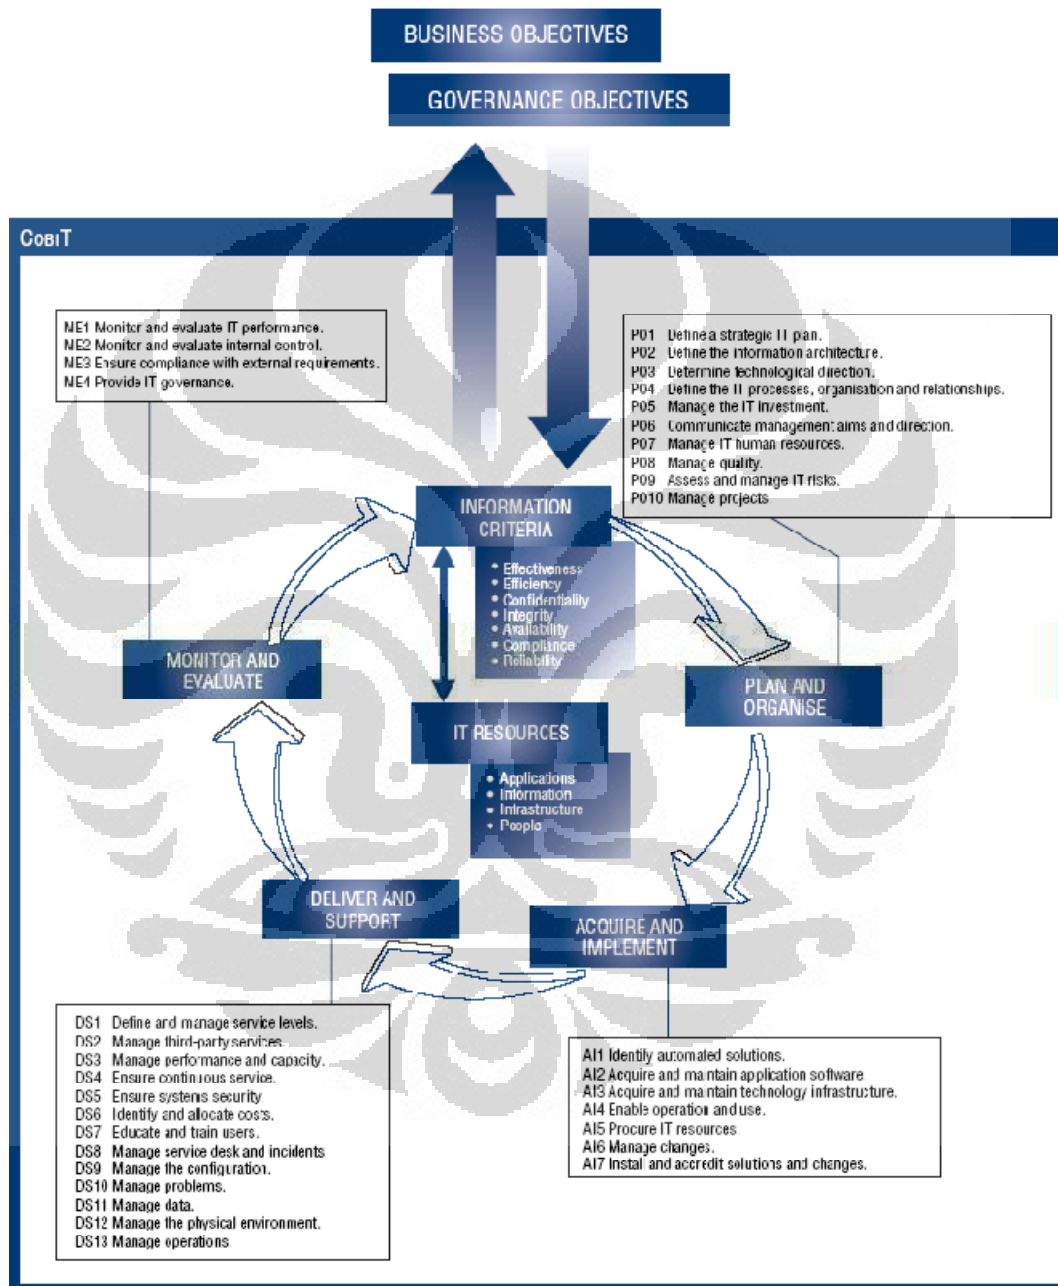 BUSINESS OBJECTIVES
GOVERNANCE OBJECTIVES
COBIT
ME1 Monitor and evaluate IT performance.
ME2 Monitor and evaluate internal control.
ME3 Ensure compliance with external requirements.
ME4 Provide IT governance.
PO1 Define a strategic IT plan.
PO2 Define the information architecture.
PO3 Determine technological direction.
PO4 Define the IT processes, organisation and relationships.
PO5 Manage the IT investment.
PO6 Communicate management aims and direction.
PO7 Manage IT human resources.
PO8 Manage quality.
PO9 Assess and manage IT risks.
PO10 Manage projects
INFORMATION
CRITERIA
• Effectiveness
• Efficiency
• Confidentiality
• Integrity
• Availability
• Compliance
• Reliability
MONITOR AND
EVALUATE
PLAN AND
ORGANISE
IT RESOURCES
• Applications
• Information
• Infrastructure
• People
DELIVER AND
SUPPORT
ACQUIRE AND
IMPLEMENT
DS1 Define and manage service levels.
DS2 Manage third-party services.
DS3 Manage performance and capacity.
DS4 Ensure continuous service.
DS5 Ensure systems security
DS6 Identify and allocate costs.
DS7 Educate and train users.
DS8 Manage service desk and incidents
DS9 Manage the configuration.
DS10 Manage problems.
DS11 Manage data.
DS12 Manage the physical environment.
DS13 Manage operations
AI1 Identify automated solutions.
AI2 Acquire and maintain application software
AI3 Acquire and maintain technology infrastructure.
AI4 Enable operation and use.
AI5 Procure IT resources
AI6 Manage changes.
AI7 Install and accredit solutions and changes.